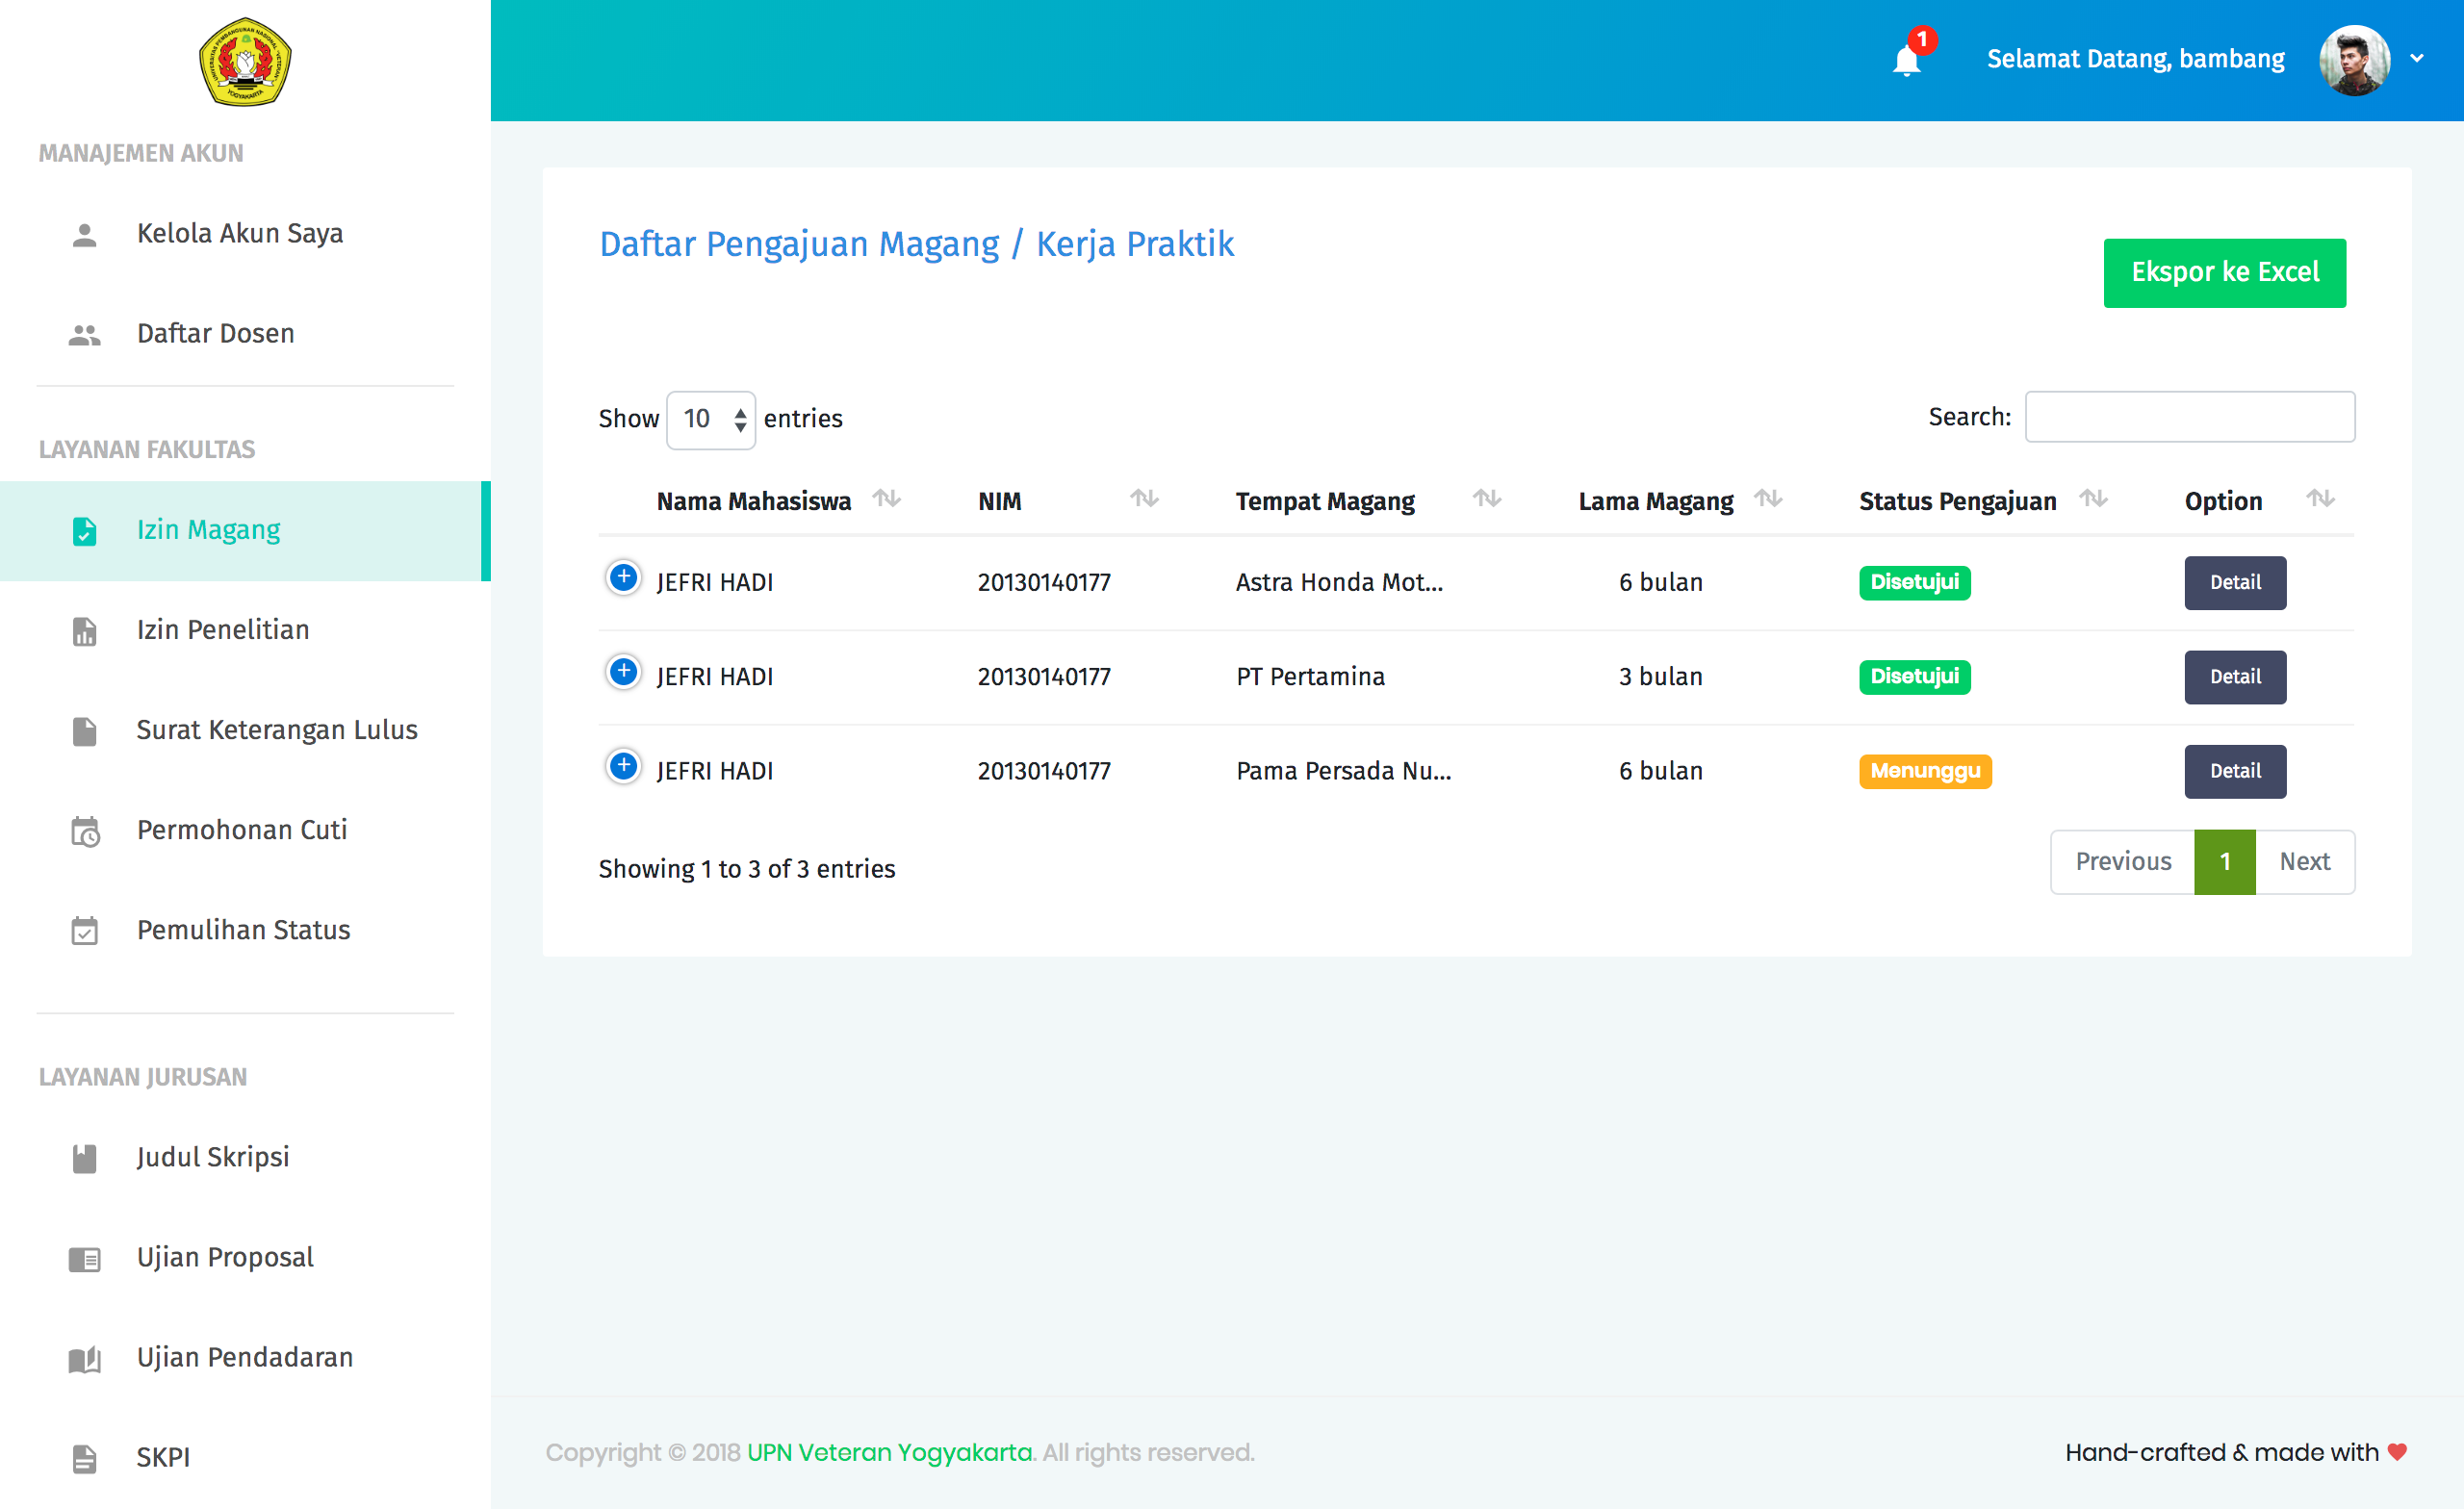 UNIVERSITAS PEMBANGUNAN NASIONAL "VETERAN"
YOGYAKARTA
1
Selamat Datang, bambang
MANAJEMEN AKUN
Kelola Akun Saya
Daftar Dosen
LAYANAN FAKULTAS
Izin Magang
Izin Penelitian
Surat Keterangan Lulus
Permohonan Cuti
Pemulihan Status
LAYANAN JURUSAN
Judul Skripsi
Ujian Proposal
Ujian Pendadaran
SKPI
Daftar Pengajuan Magang / Kerja Praktik
Ekspor ke Excel
Show 10 entries
Search:
Nama Mahasiswa NIM Tempat Magang Lama Magang Status Pengajuan Option
JEFRI HADI 20130140177 Astra Honda Mot... 6 bulan Disetujui Detail
JEFRI HADI 20130140177 PT Pertamina 3 bulan Disetujui Detail
JEFRI HADI 20130140177 Pama Persada Nu... 6 bulan Menunggu Detail
Showing 1 to 3 of 3 entries
Previous 1 Next
Copyright © 2018 UPN Veteran Yogyakarta. All rights reserved.
Hand-crafted & made with